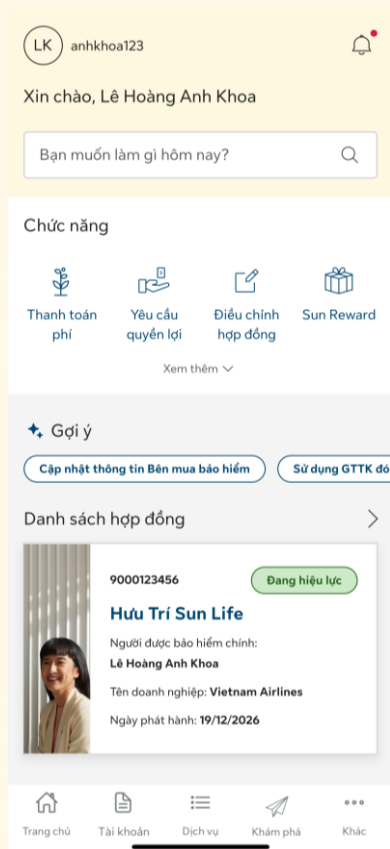 LK
anhkhoa123
Xin chào, Lê Hoàng Anh Khoa
Bạn muốn làm gì hôm nay?
Chức năng
Thanh toán phí
Yêu cầu quyền lợi
Điều chỉnh hợp đồng
Sun Reward
Xem thêm
Gợi ý
Cập nhật thông tin Bên mua bảo hiểm
Sử dụng GTTK đó
Danh sách hợp đồng
9000123456
Đang hiệu lực
Hưu Trí Sun Life
Người được bảo hiểm chính:
Lê Hoàng Anh Khoa
Tên doanh nghiệp: Vietnam Airlines
Ngày phát hành: 19/12/2026
Trang chủ
Tài khoản
Dịch vụ
Khám phá
Khác